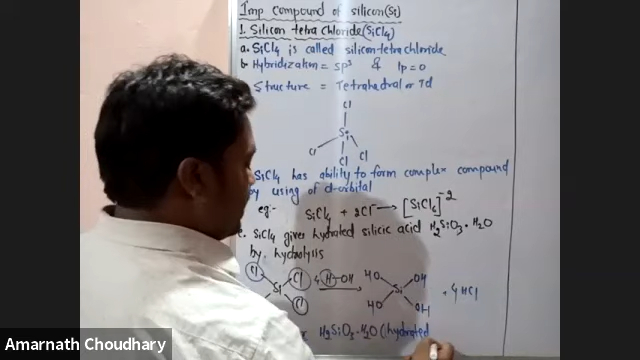 Imp compound of silicon(Si)
1. Silicon tetra chloride (SiCl4)
a. SiCl4 is called silicon tetrachloride
b. Hybridization = SP³ & lp=0
Structure = Tetrahedral or Td
Cl
Si
Cl Cl Cl
SiCl4 has ability to form complex compound
by using of d-orbital
eg:- SiCl4 + 2Cl⁻ → [SiCl6]⁻²
SiCl4 gives hydrated silicic acid H2SiO3.H2O
by hydrolysis
Cl Cl 4 H-OH HO OH
Si Si + 4HCl
Cl HO OH
H2SiO3.H2O (hydrated
Amarnath Choudhary